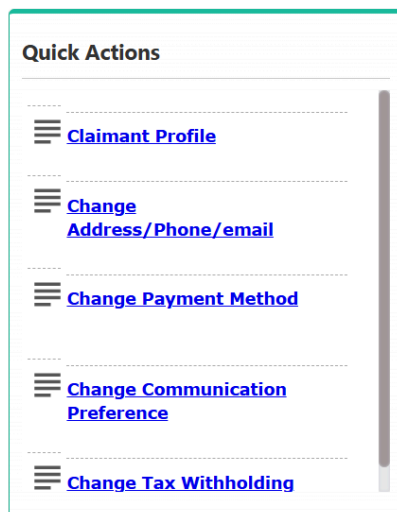 Quick Actions
Claimant Profile
Change
Address/Phone/email
Change Payment Method
Change Communication
Preference
Change Tax Withholding